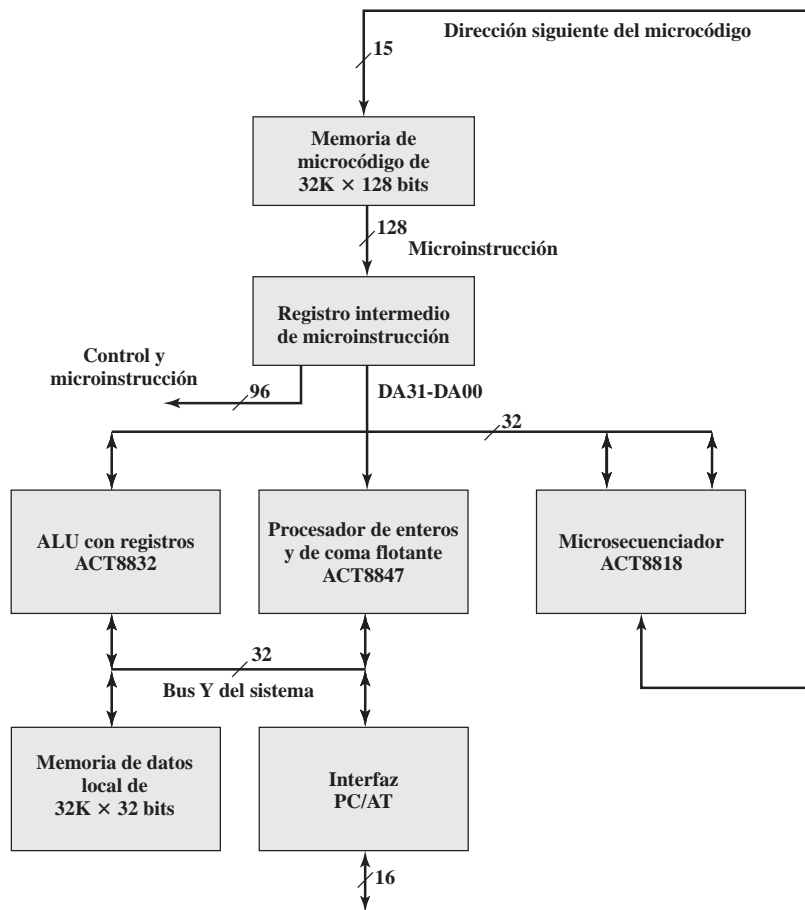 Dirección siguiente del microcódigo
15
Memoria de
microcódigo de
32K × 128 bits
128
Microinstrucción
Registro intermedio
de microinstrucción
Control y
microinstrucción
96
DA31-DA00
32
ALU con registros
ACT8832
Procesador de enteros
y de coma flotante
ACT8847
Microsecuenciador
ACT8818
32
Bus Y del sistema
Memoria de datos
local de
32K × 32 bits
Interfaz
PC/AT
16